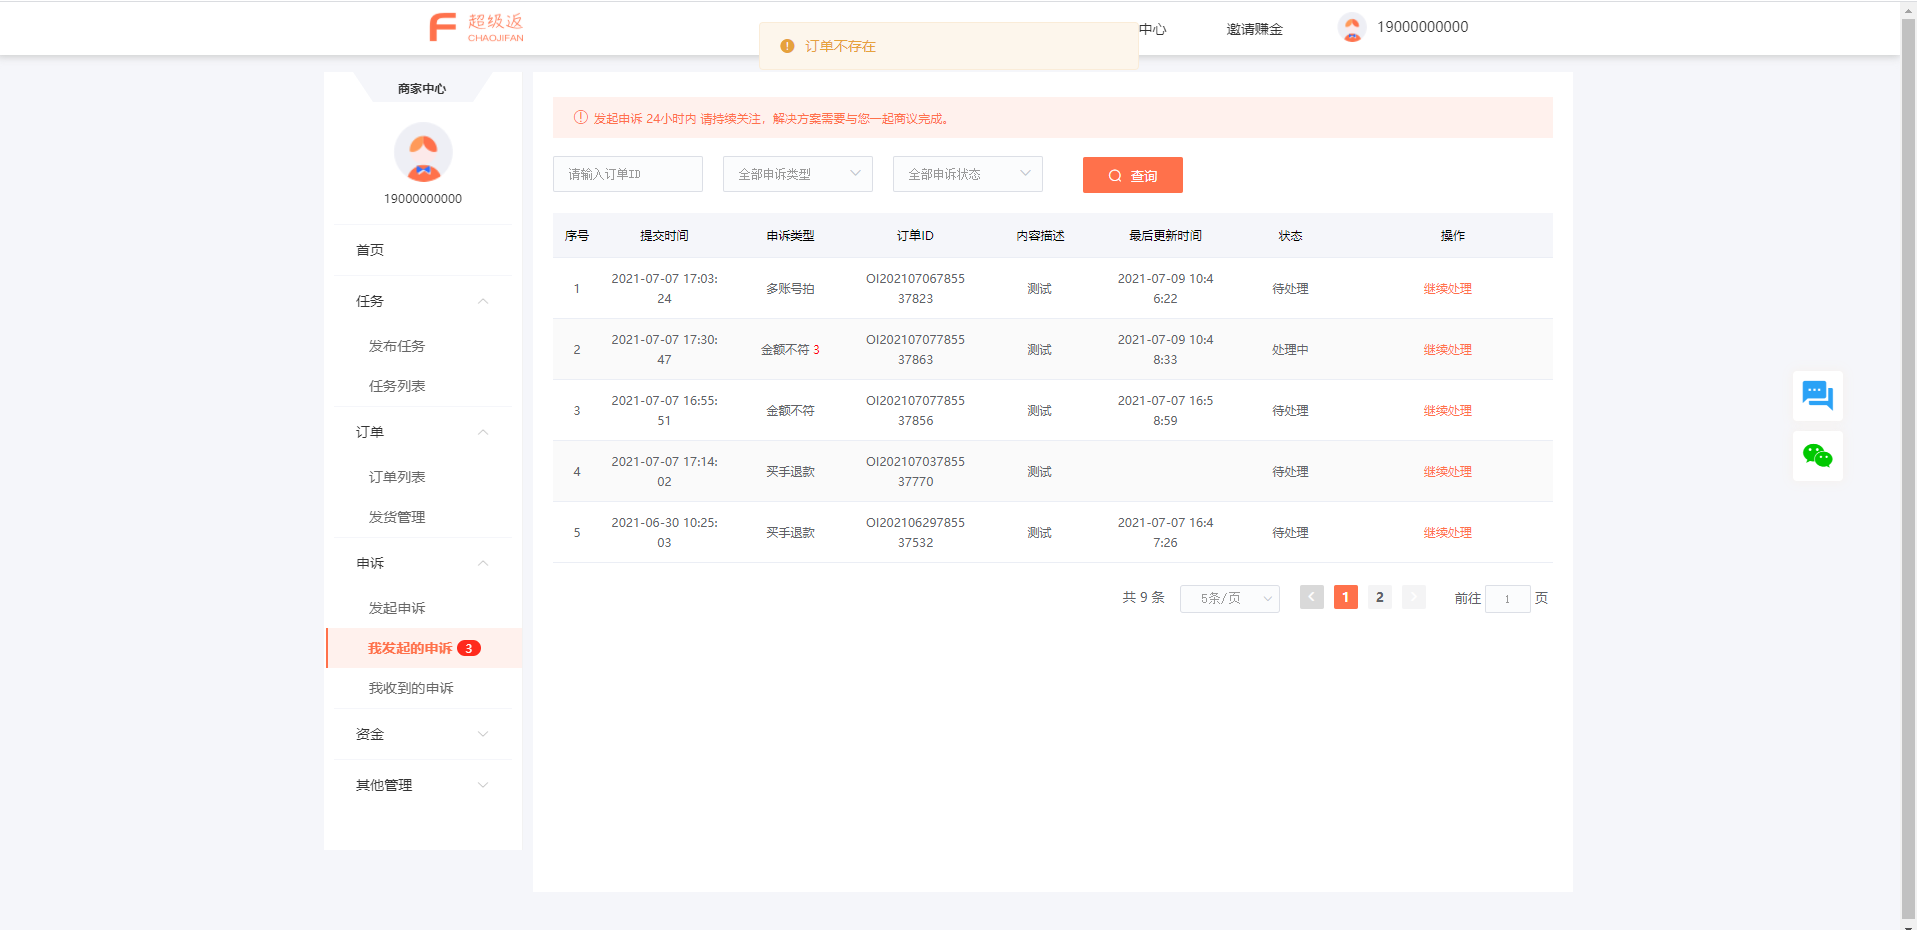 超级返
CHAOJIFAN
订单不存在
中心
邀请赚金
19000000000
商家中心
19000000000
首页
任务
发布任务
任务列表
订单
订单列表
发货管理
申诉
发起申诉
我发起的申诉 3
我收到的申诉
资金
其他管理
发起申诉 24小时内 请持续关注，解决方案需要与您一起商议完成。
请输入订单ID 全部申诉类型 全部申诉状态 查询
序号 提交时间 申诉类型 订单ID 内容描述 最后更新时间 状态 操作
1 2021-07-07 17:03:24 多账号拍 OI20210706785537823 测试 2021-07-09 10:46:22 待处理 继续处理
2 2021-07-07 17:30:47 金额不符 3 OI20210707785537863 测试 2021-07-09 10:48:33 处理中 继续处理
3 2021-07-07 16:55:51 金额不符 OI20210707785537856 测试 2021-07-07 16:58:59 待处理 继续处理
4 2021-07-07 17:14:02 买手退款 OI20210703785537770 测试 待处理 继续处理
5 2021-06-30 10:25:03 买手退款 OI20210629785537532 测试 2021-07-07 16:47:26 待处理 继续处理
共 9 条 5条/页 1 2 前往 1 页